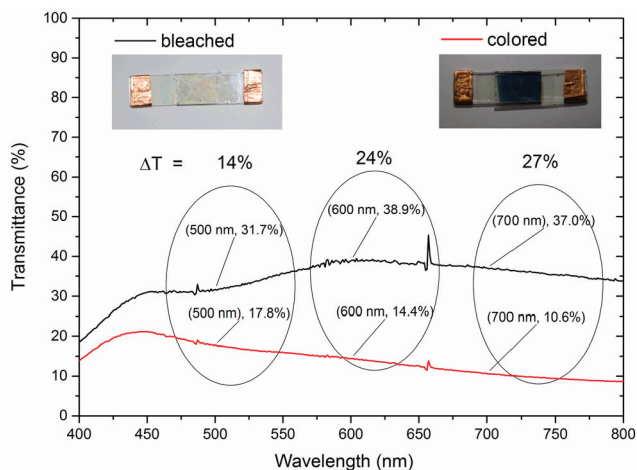 bleached
colored
ΔT = 14% 24% 27%
(500 nm, 31.7%)
(600 nm, 38.9%)
(700 nm), 37.0%)
(500 nm), 17.8%)
(600 nm, 14.4%)
(700 nm), 10.6%)
Transmittance (%)
100
90
80
70
60
50
40
30
20
10
0
400 450 500 550 600 650 700 750 800
Wavelength (nm)